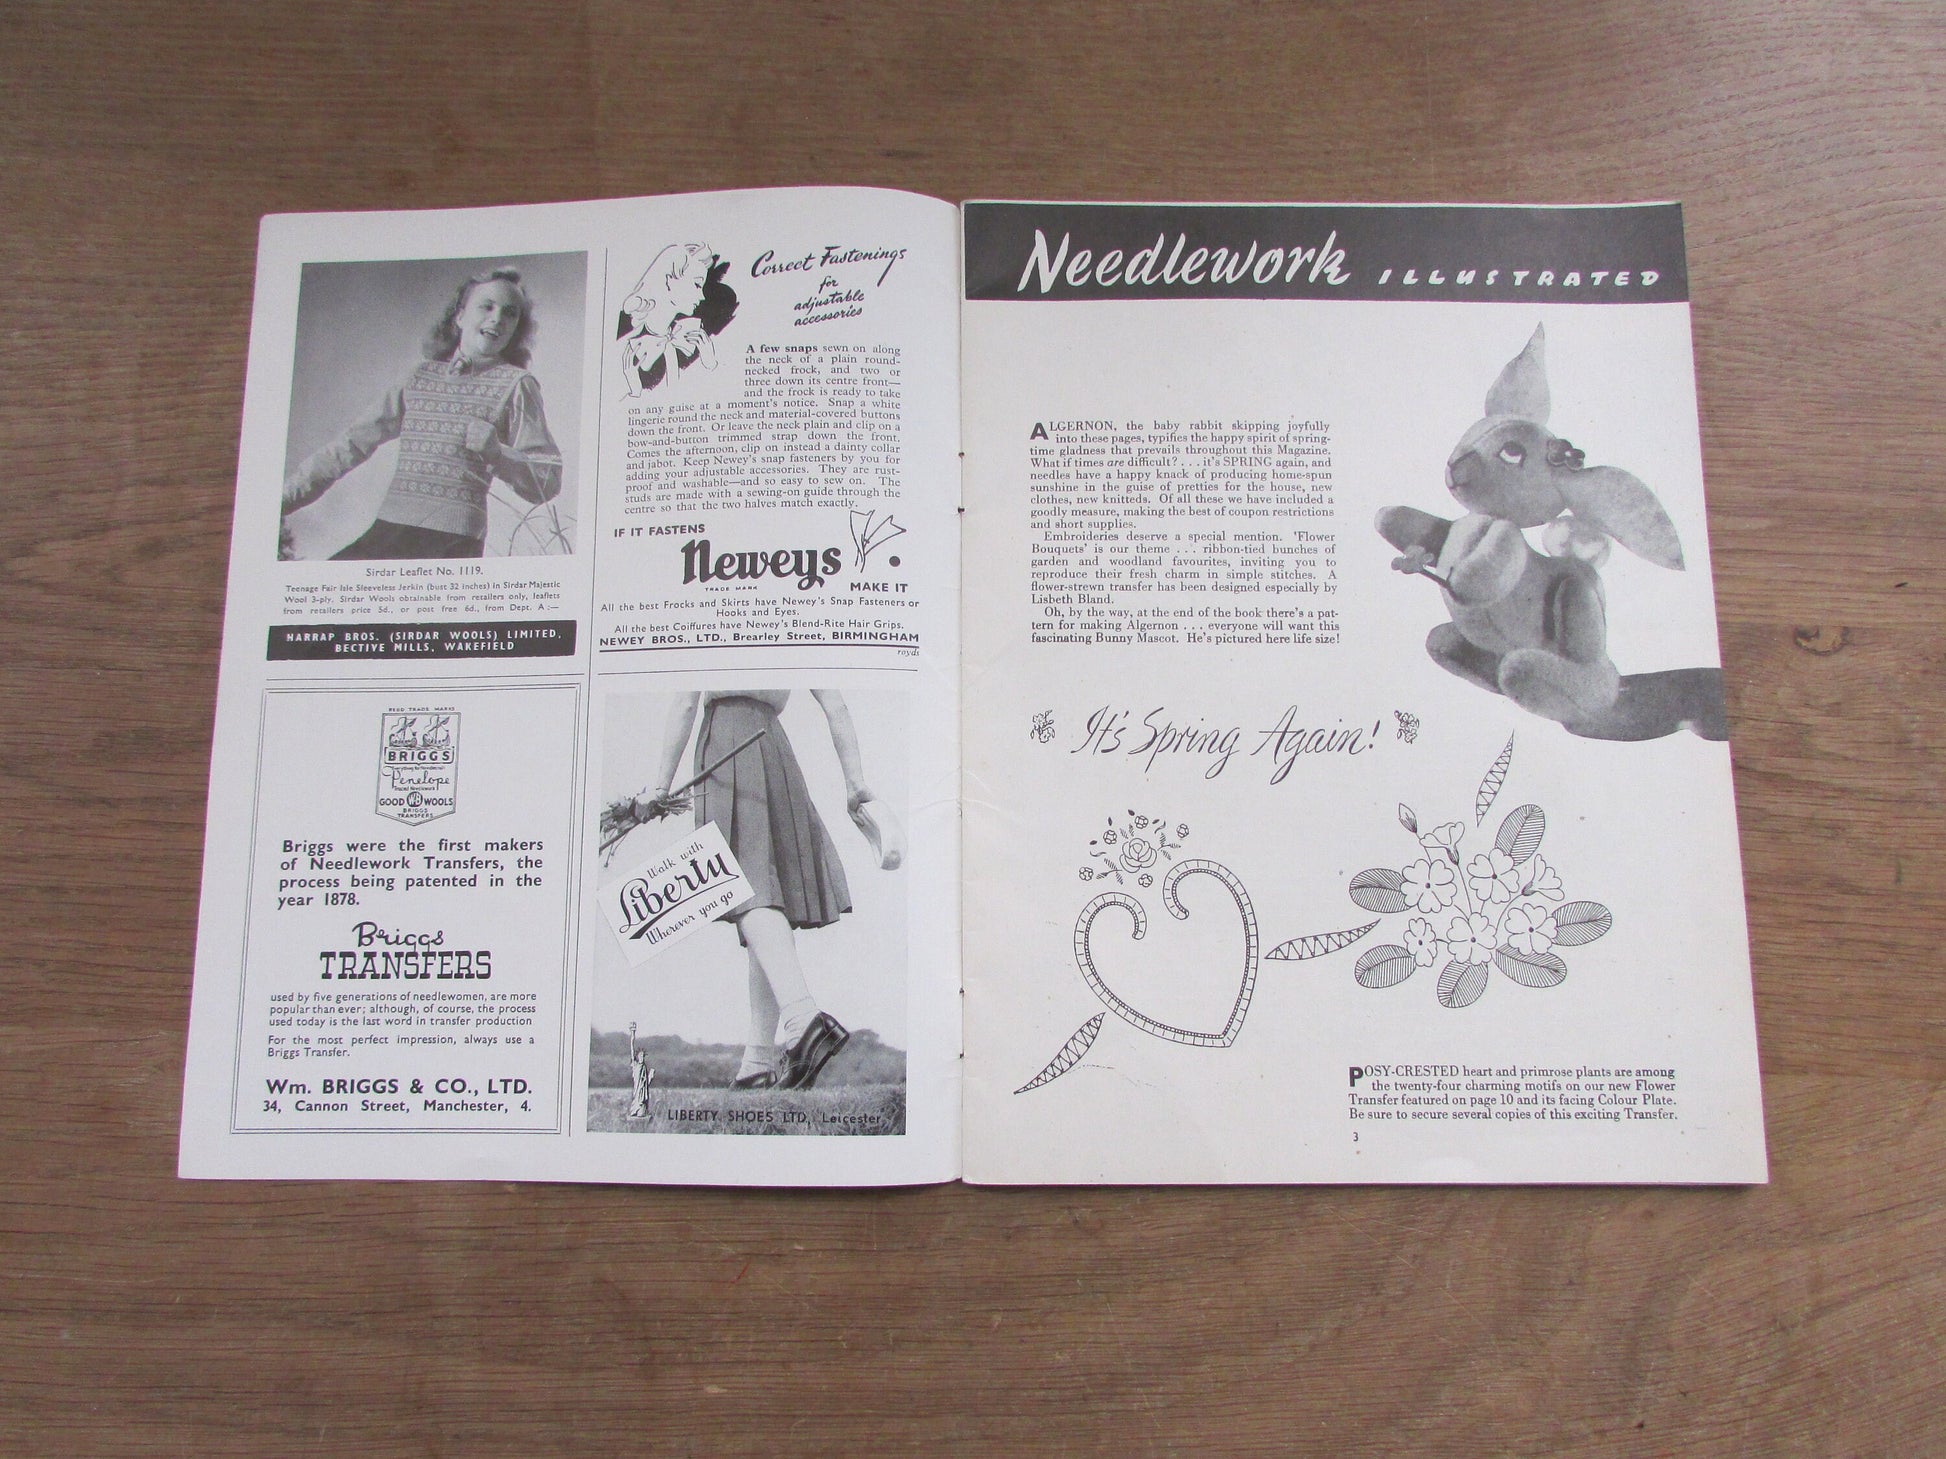 Sirdar Leaflet No. 1119.
Teenage Fair Isle Sleeveless Jerkin (bust 32 inches) in Sirdar Majestic
Wool 3-ply. Sirdar Wools obtainable from retailers only, leaflets
from retailers price 5d., or post free 6d., from Dept. A :—
HARRAP BROS. (SIRDAR WOOLS) LIMITED,
BECTIVE MILLS, WAKEFIELD
Correct Fastenings
for
adjustable
accessories
A few snaps sewn on along
the neck of a plain round-
necked frock, and two or
three down its centre front—
and the frock is ready to take
on any guise at a moment's notice. Snap a white
lingerie round the neck and material-covered buttons
down the front. Or leave the neck plain and clip on a
bow-and-button trimmed strap down the front.
Comes the afternoon, clip on instead a dainty collar
and jabot. Keep Newey's snap fasteners by you for
adding your adjustable accessories. They are rust-
proof and washable—and so easy to sew on. The
studs are made with a sewing-on guide through the
centre so that the two halves match exactly.
IF IT FASTENS
Neweys
TRADE MARK
MAKE IT
All the best Frocks and Skirts have Newey's Snap Fasteners or
Hooks and Eyes.
All the best Coiffures have Newey's Blend-Rite Hair Grips.
NEWEY BROS., LTD., Brearley Street, BIRMINGHAM
royds
REGD TRADE MARKS
BRIGGS
Penelope
Traced Needlework
GOOD WB WOOLS
BRIGGS
TRANSFERS
Briggs were the first makers
of Needlework Transfers, the
process being patented in the
year 1878.
Briggs
TRANSFERS
used by five generations of needlewomen, are more
popular than ever; although, of course, the process
used today is the last word in transfer production
For the most perfect impression, always use a
Briggs Transfer.
Wm. BRIGGS & CO., LTD.
34, Cannon Street, Manchester, 4.
Walk with
Liberty
Wherever you go
LIBERTY SHOES LTD, Leicester
Needlework ILLUSTRATED
ALGERNON, the baby rabbit skipping joyfully
into these pages, typifies the happy spirit of spring-
time gladness that prevails throughout this Magazine.
What if times are difficult? . . . it's SPRING again, and
needles have a happy knack of producing home-spun
sunshine in the guise of pretties for the house, new
clothes, new knitteds. Of all these we have included a
goodly measure, making the best of coupon restrictions
and short supplies.
Embroideries deserve a special mention. 'Flower
Bouquets' is our theme . . . ribbon-tied bunches of
garden and woodland favourites, inviting you to
reproduce their fresh charm in simple stitches. A
flower-strewn transfer has been designed especially by
Lisbeth Bland.
Oh, by the way, at the end of the book there's a pat-
tern for making Algernon . . . everyone will want this
fascinating Bunny Mascot. He's pictured here life size!
It's Spring Again!
POSY-CRESTED heart and primrose plants are among
the twenty-four charming motifs on our new Flower
Transfer featured on page 10 and its facing Colour Plate.
Be sure to secure several copies of this exciting Transfer.
3